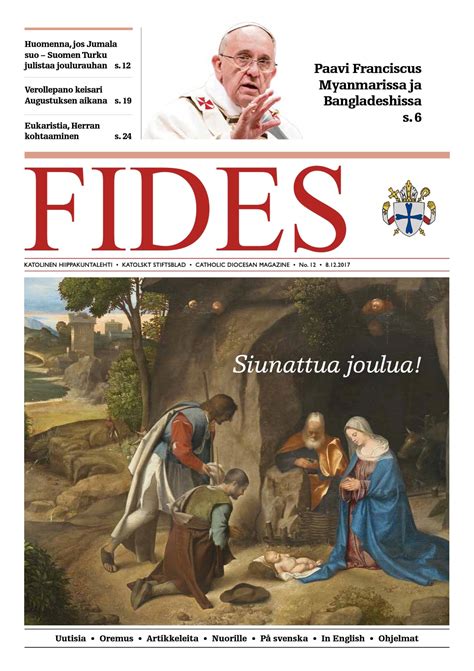 Huomenna, jos Jumala
suo – Suomen Turku
julistaa joulurauhan s. 12
Verollepano keisari
Augustuksen aikana s. 19
Eukaristia, Herran
kohtaaminen s. 24
Paavi Franciscus
Myanmarissa ja
Bangladeshissa
s. 6
FIDES
KATOLINEN HIIPPAKUNTALEHTI • KATOLSKT STIFTSBLAD • CATHOLIC DIOCESAN MAGAZINE • No. 12 • 8.12.2017
Siunattua joulua!
Uutisia • Oremus • Artikkeleita • Nuorille • På svenska • In English • Ohjelmat